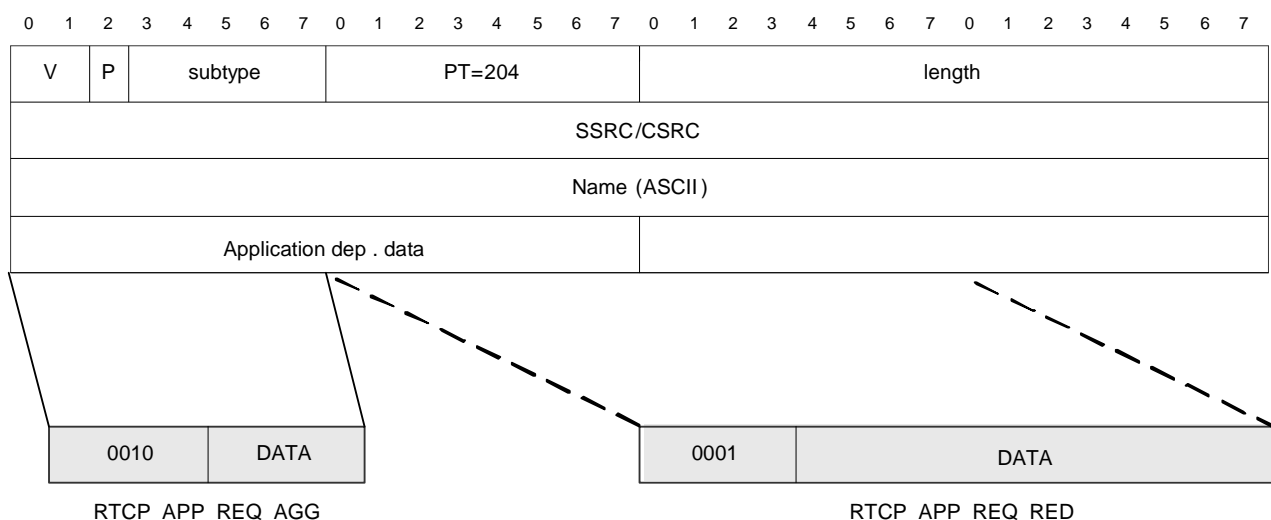 0 1 2 3 4 5 6 7 0 1 2 3 4 5 6 7 0 1 2 3 4 5 6 7 0 1 2 3 4 5 6 7
V P subtype PT=204 length
SSRC/CSRC
Name (ASCII)
Application dep . data
0010 DATA 0001 DATA
RTCP APP REQ AGG RTCP APP REQ RED